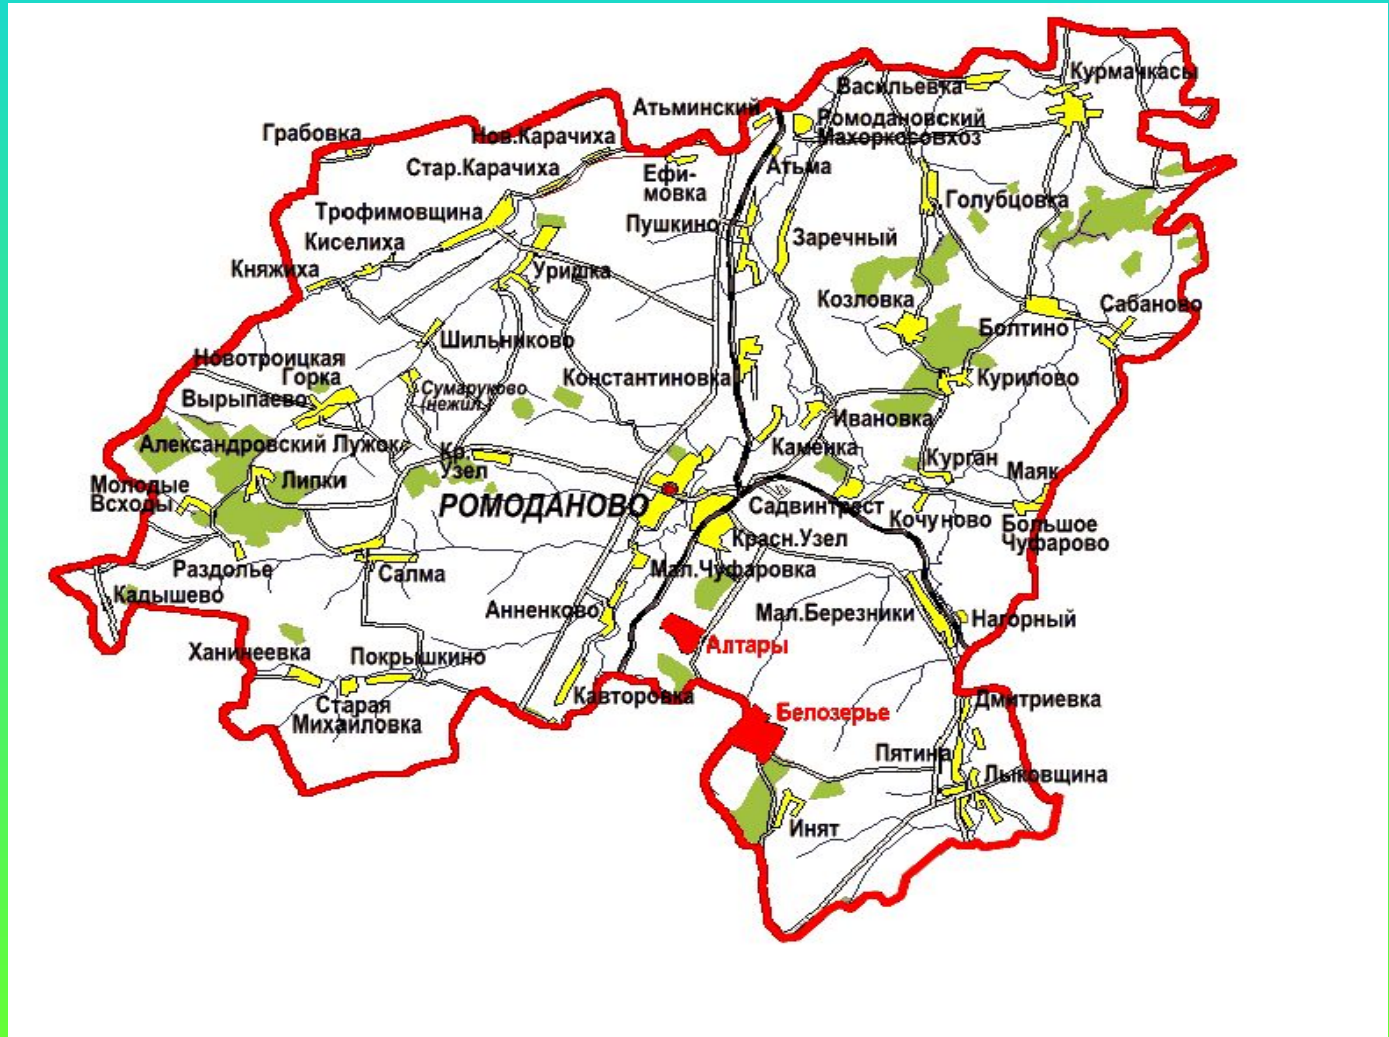 Курмачкасы
Васильевка
Атьминский
Ромодановский
Махоркосовхоз
Грабовка
Нов.Карачиха
Стар.Карачиха
Атьма
Ефи-
мовка
Голубцовка
Трофимовщина
Пушкино
Заречный
Киселиха
Княжиха
Уришка
Козловка
Сабаново
Болтино
Шильниково
Новотроицкая
Горка
Константиновка
Курилово
Сумаруково
(нежил.)
Вырыпаево
Ивановка
Александровский Лужок
Каменка
Кр.
Узел
Курган
Маяк
Липки
Молодые
Всходы
РОМОДАНОВО
Садвинтрест
Кочуново
Большое
Чуфарово
Красн.Узел
Раздолье
Салма
Мал.Чуфаровка
Кадышево
Анненково
Мал.Березники
Нагорный
Алтары
Ханинеевка
Покрышкино
Кавторовка
Дмитриевка
Старая
Михайловка
Белозерье
Пятина
Лыковщина
Инят